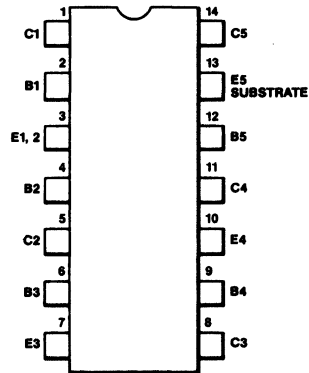 1 14
C1 C5
2 13
B1 E5
SUBSTRATE
3 12
E1, 2 B5
4 11
B2 C4
5 10
C2 E4
6 9
B3 B4
7 8
E3 C3